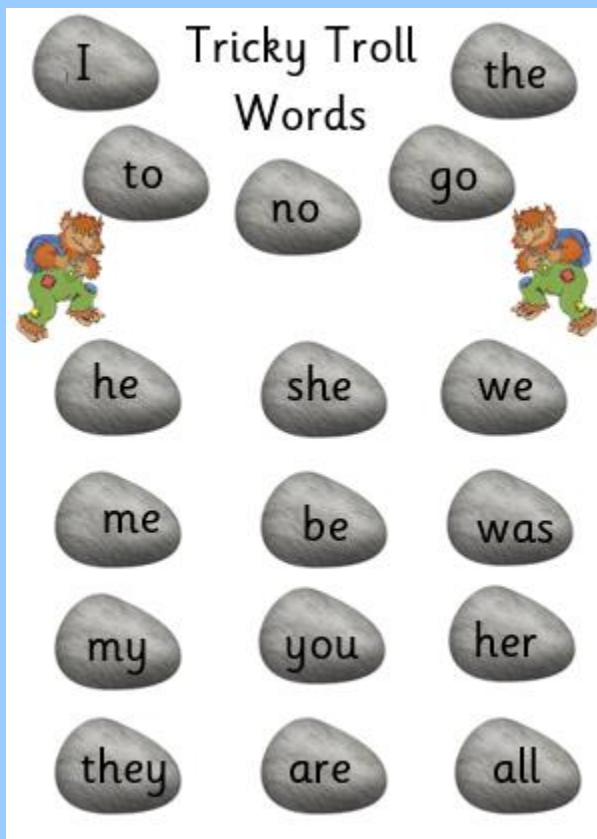 I
Tricky Troll
Words
the
to
no
go
he
she
we
me
be
was
my
you
her
they
are
all